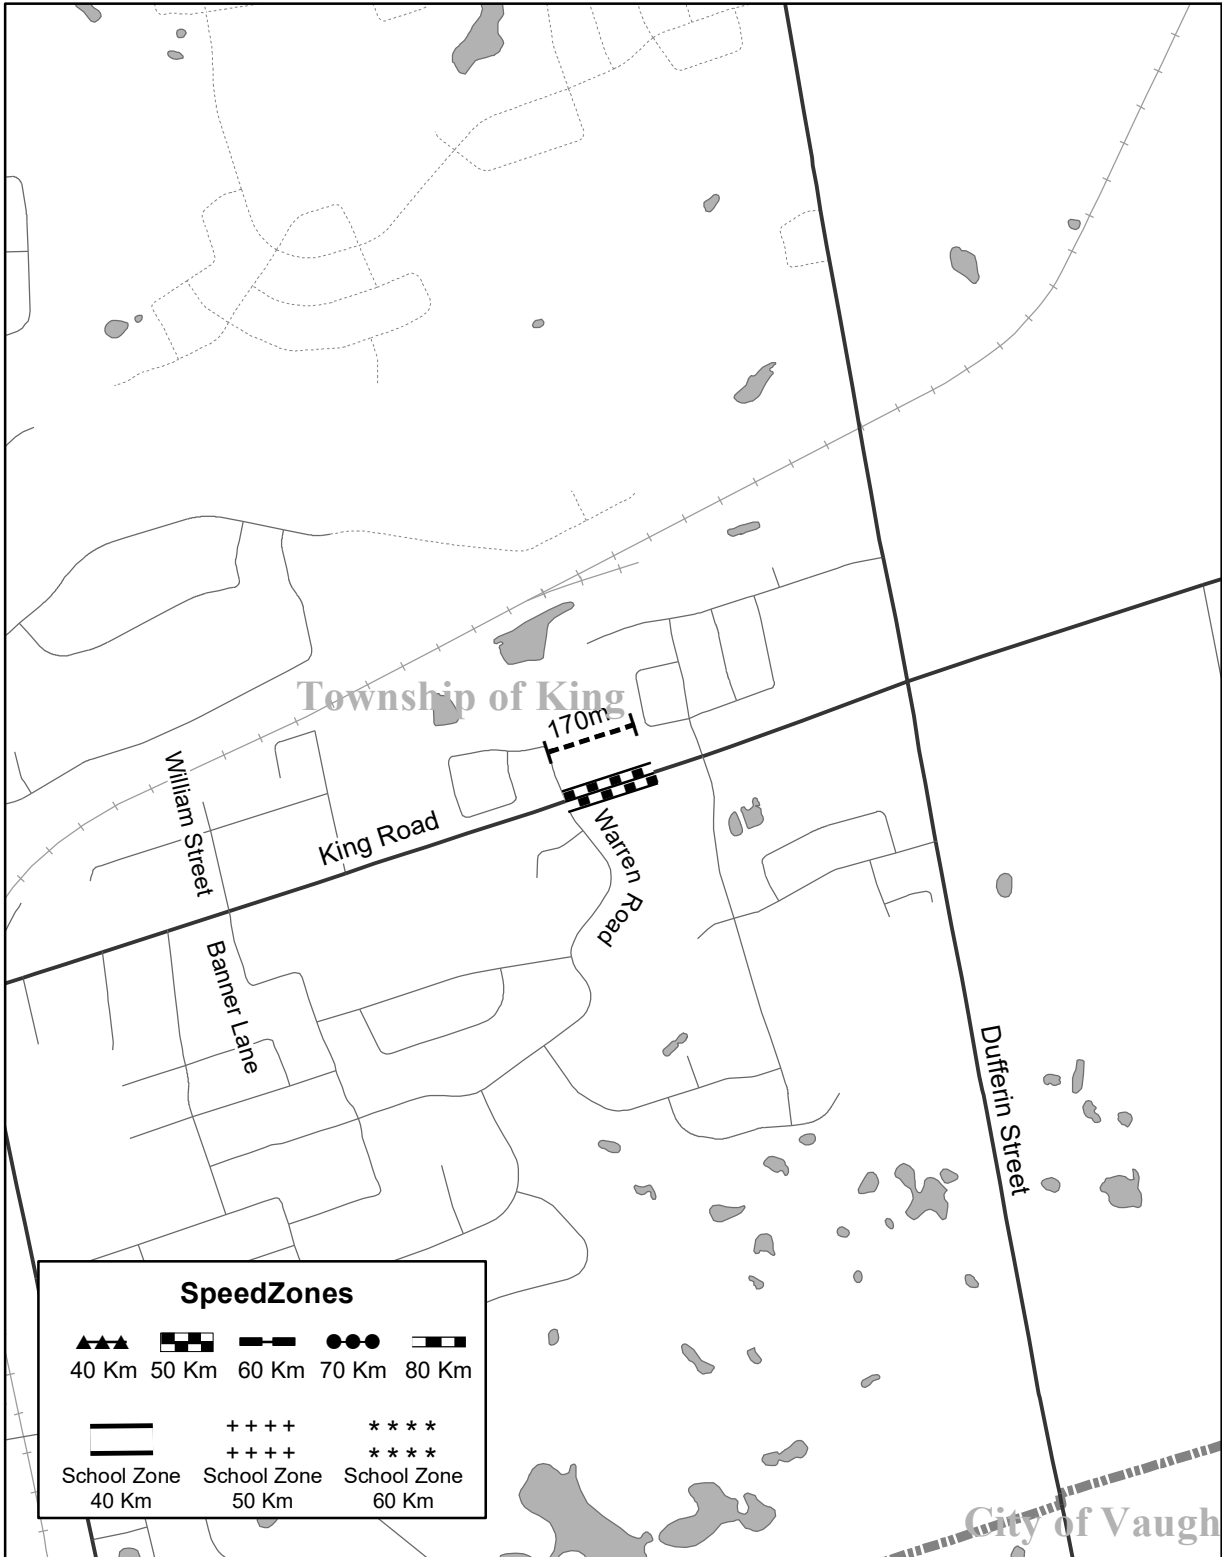 Township of King
170m
William Street
King Road
Warren Road
Banner Lane
Dufferin Street
SpeedZones
40 Km 50 Km 60 Km 70 Km 80 Km
School Zone School Zone School Zone
40 Km 50 Km 60 Km
City of Vaugh